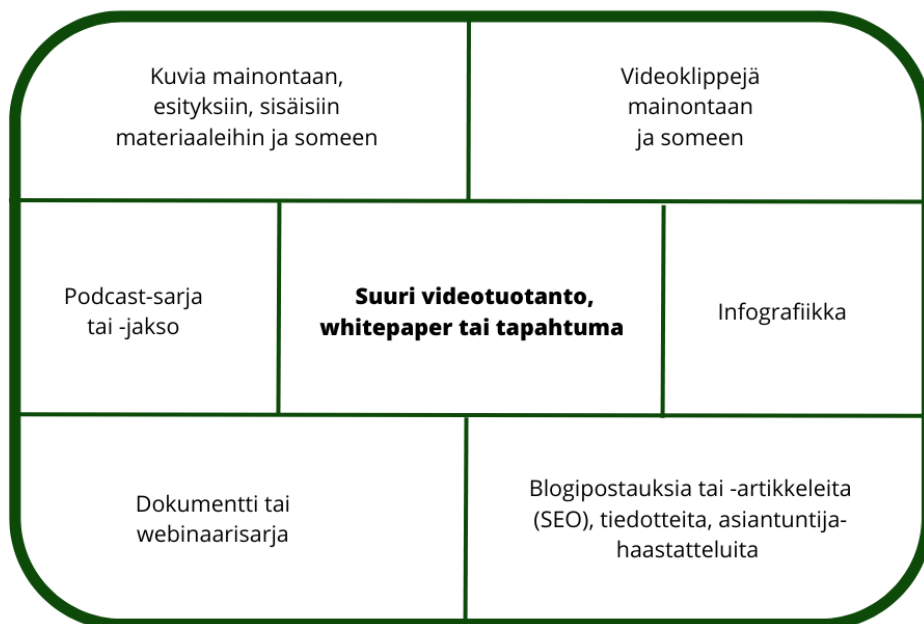 Kuvia mainontaan,
esityksiin, sisäisiin
materiaaleihin ja someen
Videoklippejä
mainontaan
ja someen
Podcast-sarja
tai -jakso
Suuri videotuotanto,
whitepaper tai tapahtuma
Infografiikka
Dokumentti tai
webinaarisarja
Blogipostauksia tai -artikkeleita
(SEO), tiedotteita, asiantuntija-
haastatteluita